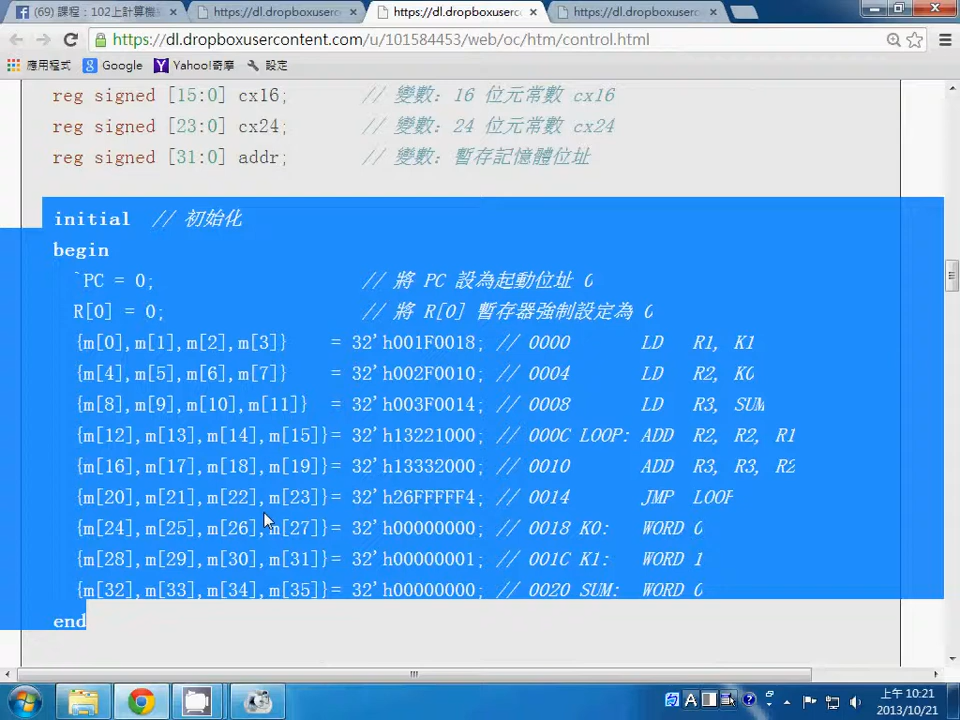 (69) 課程：102上計算機
https://dl.dropboxuserc
https://dl.dropboxuserc
https://dl.dropboxuserc
https://dl.dropboxusercontent.com/u/101584453/web/oc/htm/control.html
應用程式 Google Yahoo!奇摩 設定
reg signed [15:0] cx16; // 變數: 16 位元常數 cx16
reg signed [23:0] cx24; // 變數: 24 位元常數 cx24
reg signed [31:0] addr; // 變數: 暫存記憶體位址
initial // 初始化
begin
`PC = 0; // 將 PC 設為起動位址 0
R[0] = 0; // 將 R[0] 暫存器強制設定為 0
{m[0],m[1],m[2],m[3]} = 32'h001F0018; // 0000 LD R1, K1
{m[4],m[5],m[6],m[7]} = 32'h002F0010; // 0004 LD R2, K0
{m[8],m[9],m[10],m[11]} = 32'h003F0014; // 0008 LD R3, SUM
{m[12],m[13],m[14],m[15]}= 32'h13221000; // 000C LOOP: ADD R2, R2, R1
{m[16],m[17],m[18],m[19]}= 32'h13332000; // 0010 ADD R3, R3, R2
{m[20],m[21],m[22],m[23]}= 32'h26FFFFF4; // 0014 JMP LOOP
{m[24],m[25],m[26],m[27]}= 32'h00000000; // 0018 K0: WORD 0
{m[28],m[29],m[30],m[31]}= 32'h00000001; // 001C K1: WORD 1
{m[32],m[33],m[34],m[35]}= 32'h00000000; // 0020 SUM: WORD 0
end
上午 10:21
2013/10/21